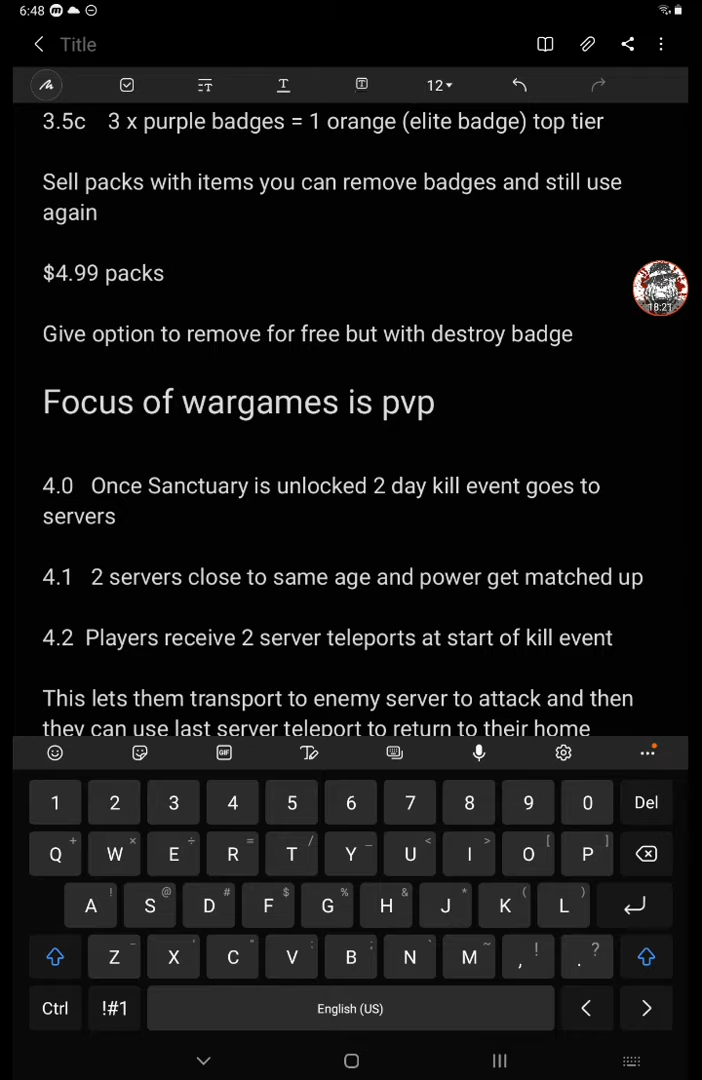 6:48
Title
12
3.5c 3 x purple badges = 1 orange (elite badge) top tier
Sell packs with items you can remove badges and still use
again
$4.99 packs
18:21
Give option to remove for free but with destroy badge
Focus of wargames is pvp
4.0 Once Sanctuary is unlocked 2 day kill event goes to
servers
4.1 2 servers close to same age and power get matched up
4.2 Players receive 2 server teleports at start of kill event
This lets them transport to enemy server to attack and then
they can use last server teleport to return to their home
GIF
1 2 3 4 5 6 7 8 9 0 Del
+ × ÷ = / _ < > [ ]
Q W E R T Y U I O P
! @ # $ % & * ( )
A S D F G H J K L
- ' " : ; ` ~ ! ?
Z X C V B N M , .
Ctrl !#1 English (US) < >